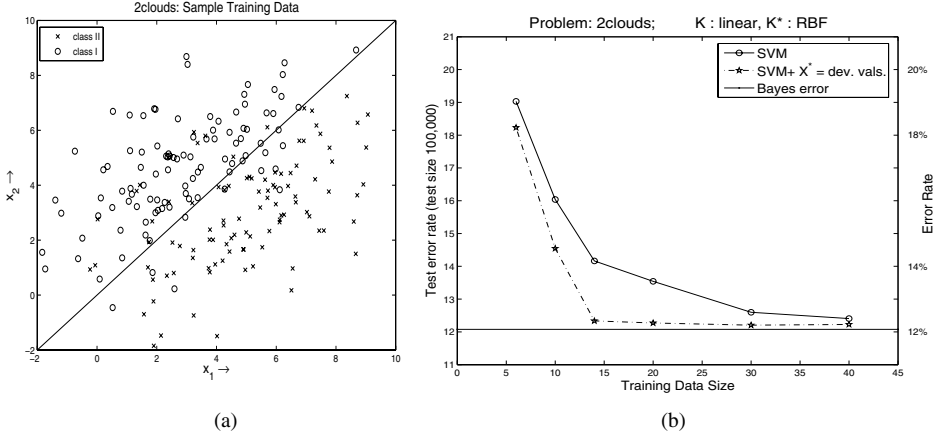 2clouds: Sample Training Data
class II
class I
10
8
6
4
2
0
−2
−2 0 2 4 6 8 10
x2 →
x1 →
(a)
Problem: 2clouds; K : linear, K* : RBF
SVM
SVM+ X* = dev. vals.
Bayes error
21
20
19
18
17
16
15
14
13
12
11
0 5 10 15 20 25 30 35 40 45
20%
18%
16%
14%
12%
Test error rate (test size 100,000)
Error Rate
Training Data Size
(b)